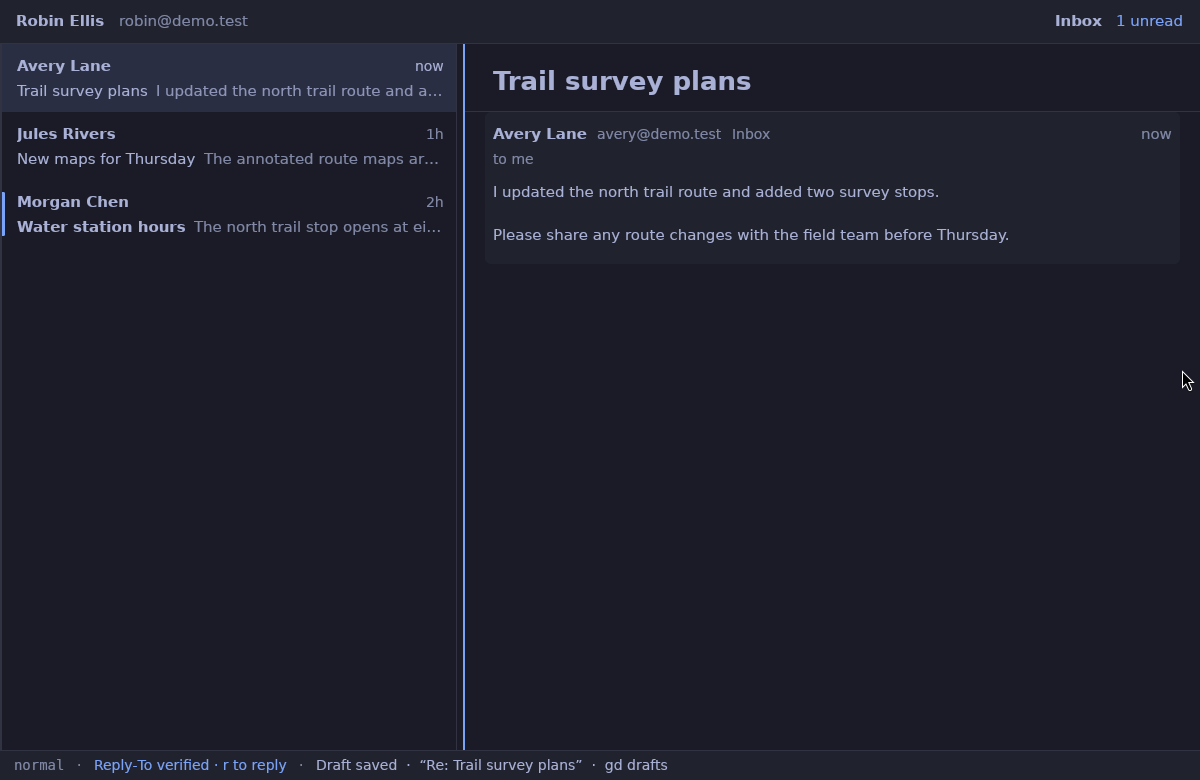 Robin Ellis robin@demo.test Inbox 1 unread
Avery Lane now
Trail survey plans I updated the north trail route and a…
Jules Rivers 1h
New maps for Thursday The annotated route maps ar…
Morgan Chen 2h
Water station hours The north trail stop opens at ei…
Trail survey plans
Avery Lane avery@demo.test Inbox now
to me
I updated the north trail route and added two survey stops.
Please share any route changes with the field team before Thursday.
normal · Reply-To verified · r to reply · Draft saved · “Re: Trail survey plans” · gd drafts